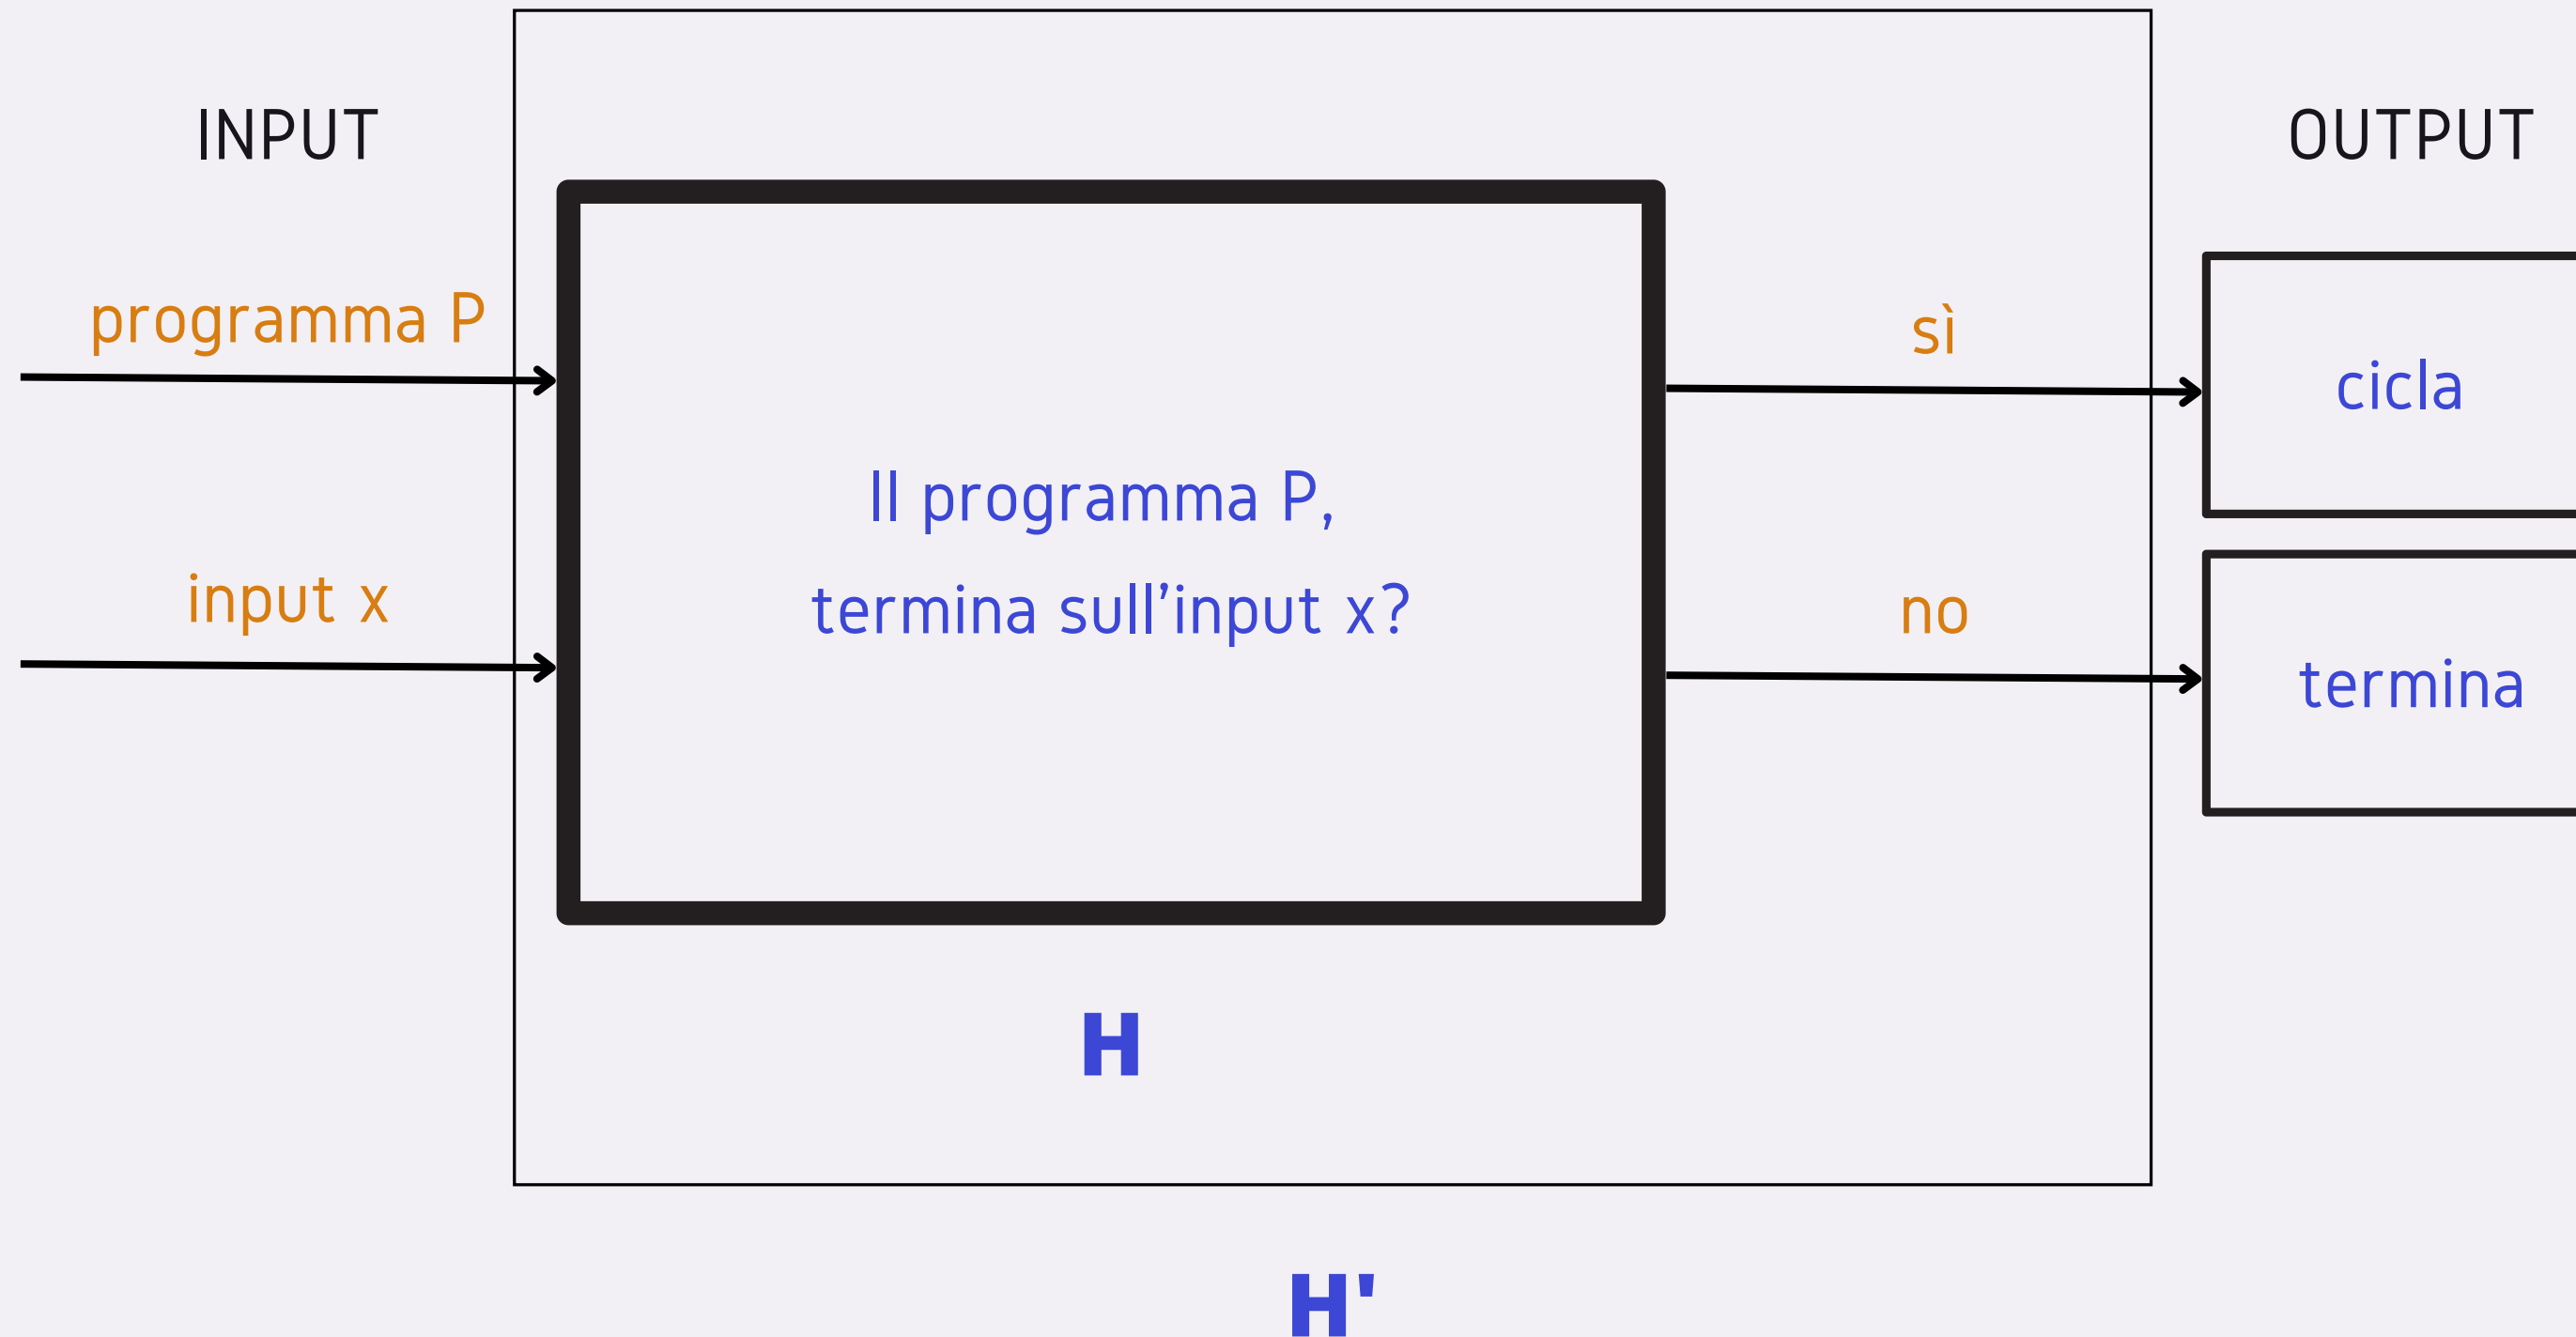 INPUT
OUTPUT
programma P
sì
cicla
Il programma P,
termina sull'input x?
input x
no
termina
H
H'